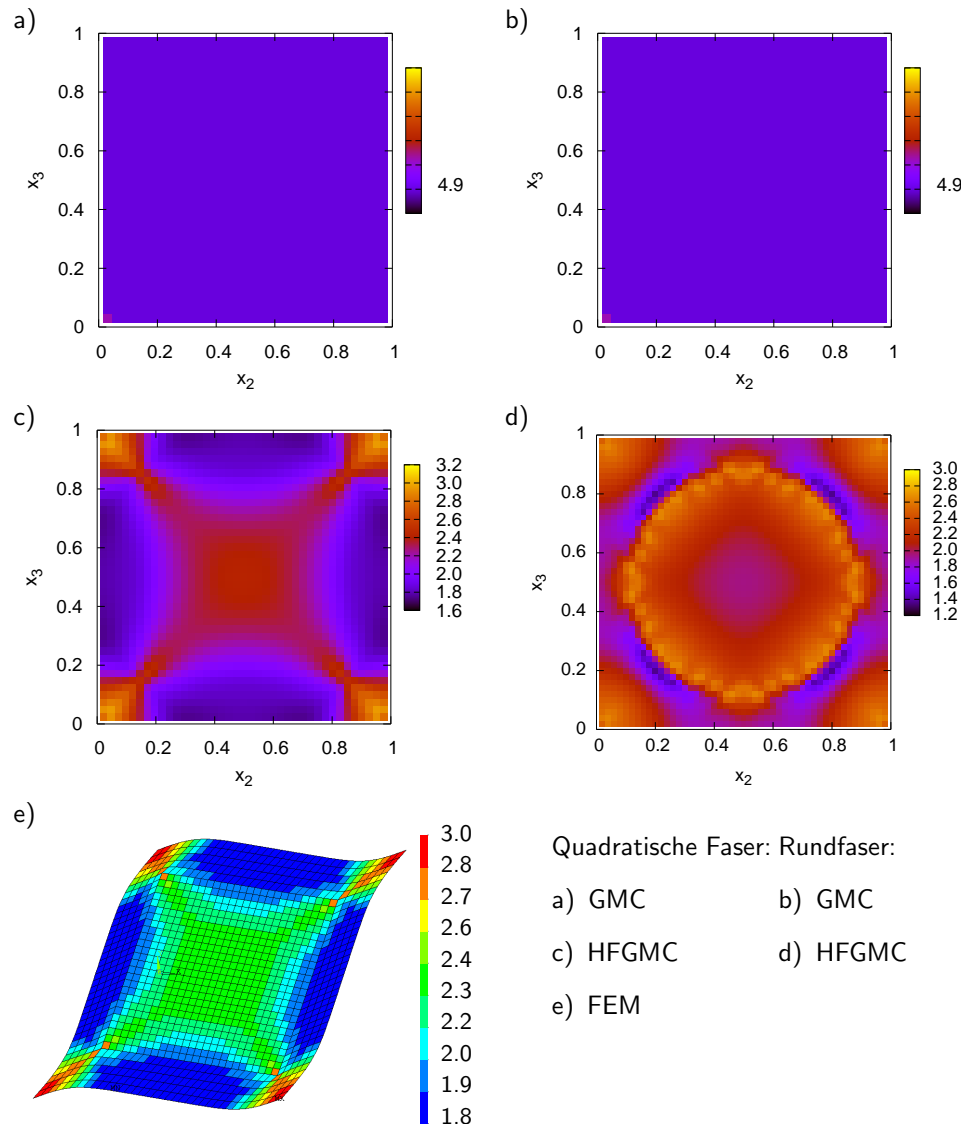 a)
1
0.8
0.6
x3
0.4
0.2
0
0 0.2 0.4 0.6 0.8 1
x2
4.9
b)
1
0.8
0.6
x3
0.4
0.2
0
0 0.2 0.4 0.6 0.8 1
x2
4.9
c)
1
0.8
0.6
x3
0.4
0.2
0
0 0.2 0.4 0.6 0.8 1
x2
3.2
3.0
2.8
2.6
2.4
2.2
2.0
1.8
1.6
d)
1
0.8
0.6
x3
0.4
0.2
0
0 0.2 0.4 0.6 0.8 1
x2
3.0
2.8
2.6
2.4
2.2
2.0
1.8
1.6
1.4
1.2
e)
3.0
2.8
2.7
2.6
2.4
2.3
2.2
2.0
1.9
1.8
Quadratische Faser: Rundfaser:
a) GMC b) GMC
c) HFGMC d) HFGMC
e) FEM